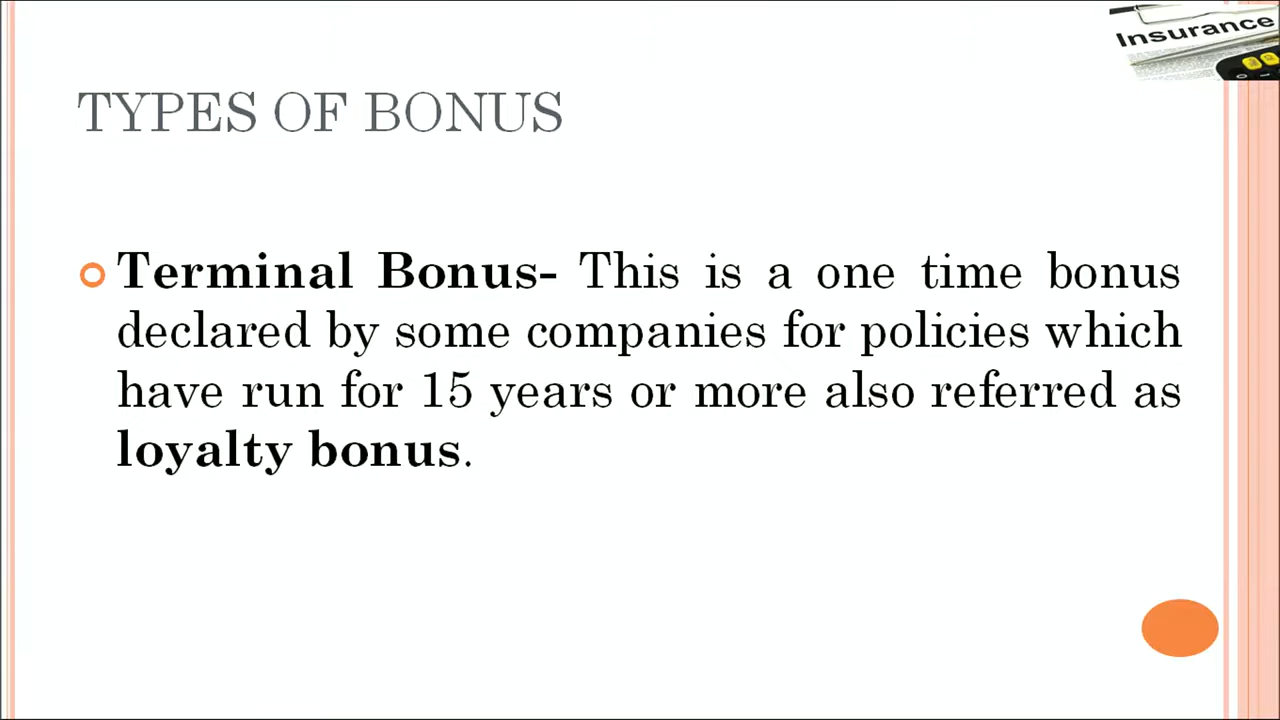 Insurance
TYPES OF BONUS
Terminal Bonus- This is a one time bonus
declared by some companies for policies which
have run for 15 years or more also referred as
loyalty bonus.